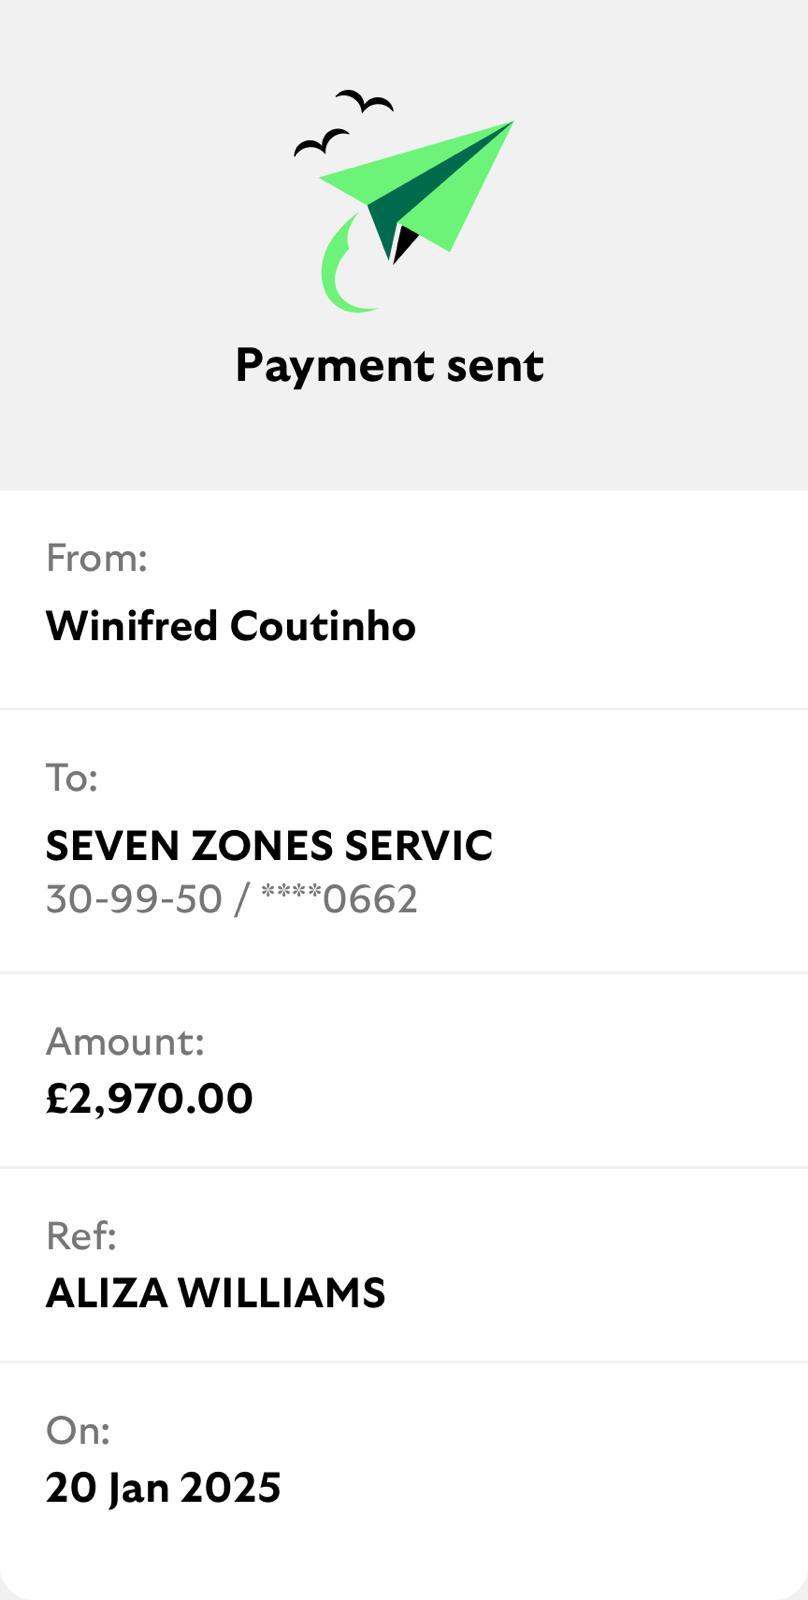 Payment sent
From:
Winifred Coutinho
To:
SEVEN ZONES SERVIC
30-99-50 / ****0662
Amount:
£2,970.00
Ref:
ALIZA WILLIAMS
On:
20 Jan 2025